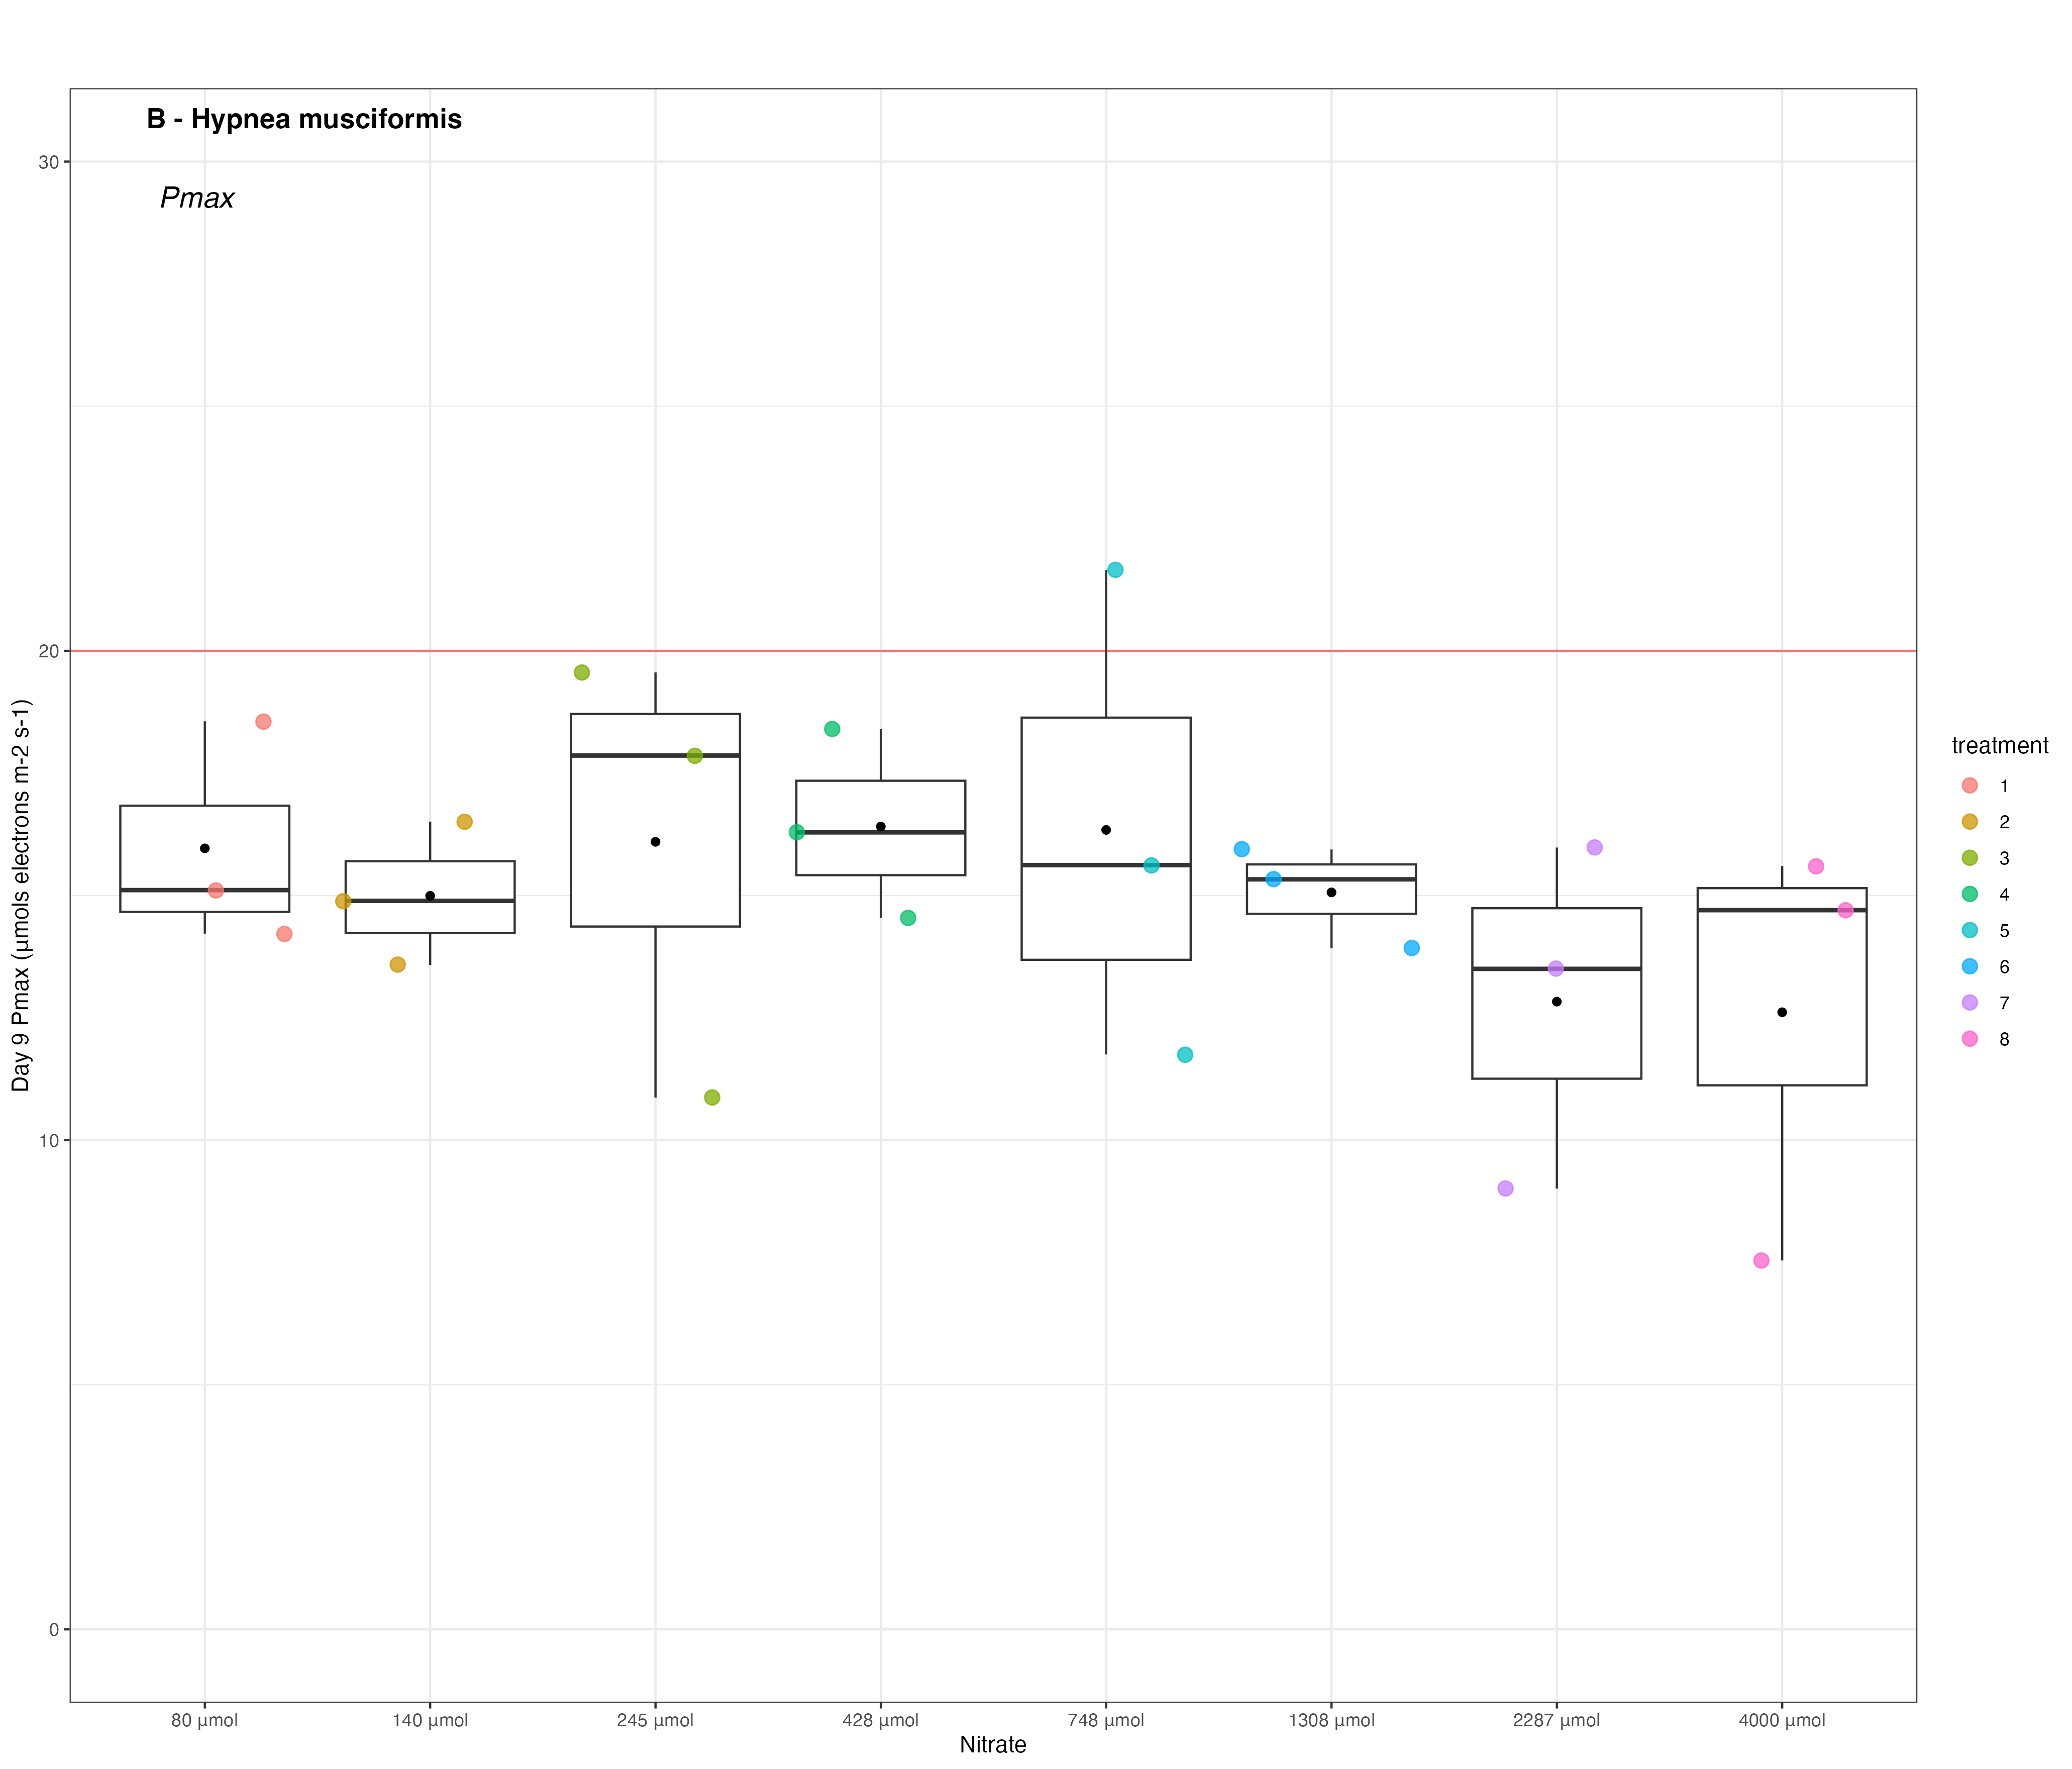 B - Hypnea musciformis
Pmax
Day 9 Pmax (μmols electrons m-2 s-1)
30
20
10
0
80 μmol 140 μmol 245 μmol 428 μmol 748 μmol 1308 μmol 2287 μmol 4000 μmol
Nitrate
treatment
1
2
3
4
5
6
7
8